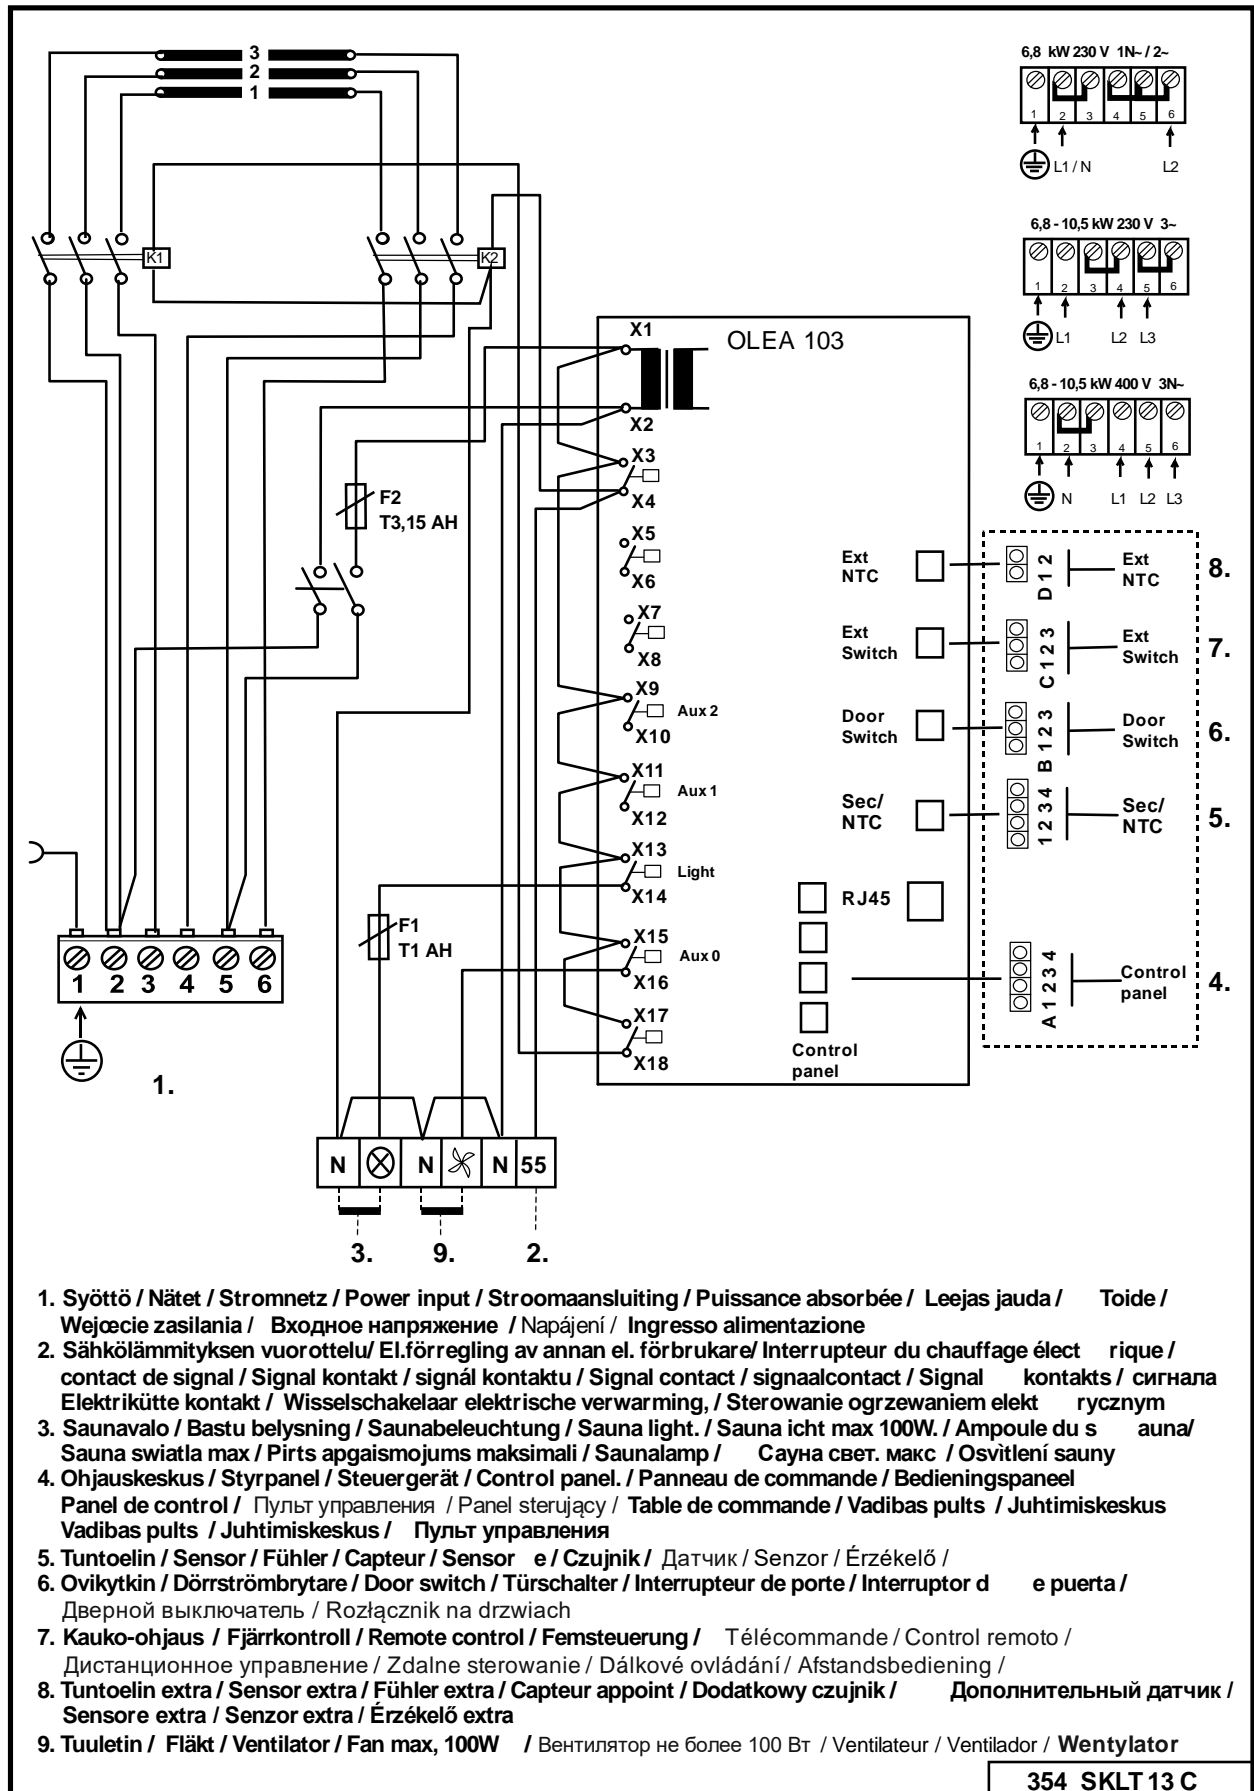 3
2
1
K1
K2
6,8 kW 230 V 1N~ / 2~
1 2 3 4 5 6
L1 / N L2
6,8 - 10,5 kW 230 V 3~
1 2 3 4 5 6
L1 L2 L3
6,8 - 10,5 kW 400 V 3N~
1 2 3 4 5 6
N L1 L2 L3
OLEA 103
X1
X2
X3
X4
X5
X6
X7
X8
X9
Aux 2
X10
X11
Aux 1
X12
X13
Light
X14
X15
Aux 0
X16
X17
X18
F2
T3,15 AH
F1
T1 AH
Ext
NTC
D 1 2
Ext
NTC
8.
Ext
Switch
C 1 2 3
Ext
Switch
7.
Door
Switch
B 1 2 3
Door
Switch
6.
Sec/
NTC
1 2 3 4
Sec/
NTC
5.
RJ45
A 1 2 3 4
Control
panel
4.
Control
panel
1 2 3 4 5 6
1.
N N N 55
3. 9. 2.
1. Syöttö / Nätet / Stromnetz / Power input / Stroomaansluiting / Puissance absorbée / Leejas jauda / Toide /
Wejœcie zasilania / Входное напряжение / Napájení / Ingresso alimentazione
2. Sähkölämmityksen vuorottelu/ El.förregling av annan el. förbrukare/ Interrupteur du chauffage élect rique /
contact de signal / Signal kontakt / signál kontaktu / Signal contact / signaalcontact / Signal kontakts / сигнала
Elektrikütte kontakt / Wisselschakelaar elektrische verwarming, / Sterowanie ogrzewaniem elekt rycznym
3. Saunavalo / Bastu belysning / Saunabeleuchtung / Sauna light. / Sauna icht max 100W. / Ampoule du s auna/
Sauna swiatla max / Pirts apgaismojums maksimali / Saunalamp / Сауна свет. макс / Osvìtlení sauny
4. Ohjauskeskus / Styrpanel / Steuergerät / Control panel. / Panneau de commande / Bedieningspaneel
Panel de control / Пульт управления / Panel sterujący / Table de commande / Vadibas pults / Juhtimiskeskus
Vadibas pults / Juhtimiskeskus / Пульт управления
5. Tuntoelin / Sensor / Fühler / Capteur / Sensor e / Czujnik / Датчик / Senzor / Érzékelő /
6. Ovikytkin / Dörrströmbrytare / Door switch / Türschalter / Interrupteur de porte / Interruptor d e puerta /
Дверной выключатель / Rozłącznik na drzwiach
7. Kauko-ohjaus / Fjärrkontroll / Remote control / Femsteuerung / Télécommande / Control remoto /
Дистанционное управление / Zdalne sterowanie / Dálkové ovládání / Afstandsbediening /
8. Tuntoelin extra / Sensor extra / Fühler extra / Capteur appoint / Dodatkowy czujnik / Дополнительный датчик /
Sensore extra / Senzor extra / Érzékelő extra
9. Tuuletin / Fläkt / Ventilator / Fan max, 100W / Вентилятор не более 100 Вт / Ventilateur / Ventilador / Wentylator
354 SKLT 13 C